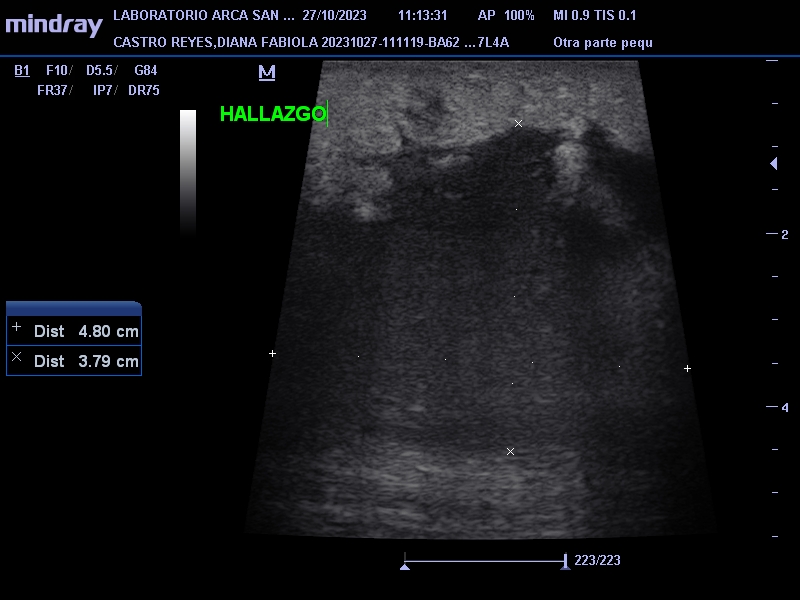 mindray LABORATORIO ARCA SAN ... 27/10/2023 11:13:31 AP 100% MI 0.9 TIS 0.1
CASTRO REYES,DIANA FABIOLA 20231027-111119-BA62 ...7L4A Otra parte pequ
B1 F10/ D5.5/ G84
FR37/ IP7/ DR75
M
HALLAZGO
2
+ Dist 4.80 cm
× Dist 3.79 cm
4
223/223